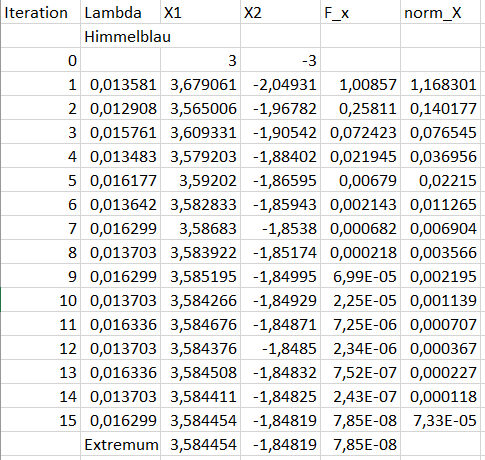 Iteration Lambda X1 X2 F_x norm_X
Himmelblau
0 3 -3
1 0,013581 3,679061 -2,04931 1,00857 1,168301
2 0,012908 3,565006 -1,96782 0,25811 0,140177
3 0,015761 3,609331 -1,90542 0,072423 0,076545
4 0,013483 3,579203 -1,88402 0,021945 0,036956
5 0,016177 3,59202 -1,86595 0,00679 0,02215
6 0,013642 3,582833 -1,85943 0,002143 0,011265
7 0,016299 3,58683 -1,8538 0,000682 0,006904
8 0,013703 3,583922 -1,85174 0,000218 0,003566
9 0,016299 3,585195 -1,84995 6,99E-05 0,002195
10 0,013703 3,584266 -1,84929 2,25E-05 0,001139
11 0,016336 3,584676 -1,84871 7,25E-06 0,000707
12 0,013703 3,584376 -1,8485 2,34E-06 0,000367
13 0,016336 3,584508 -1,84832 7,52E-07 0,000227
14 0,013703 3,584411 -1,84825 2,43E-07 0,000118
15 0,016299 3,584454 -1,84819 7,85E-08 7,33E-05
Extremum 3,584454 -1,84819 7,85E-08